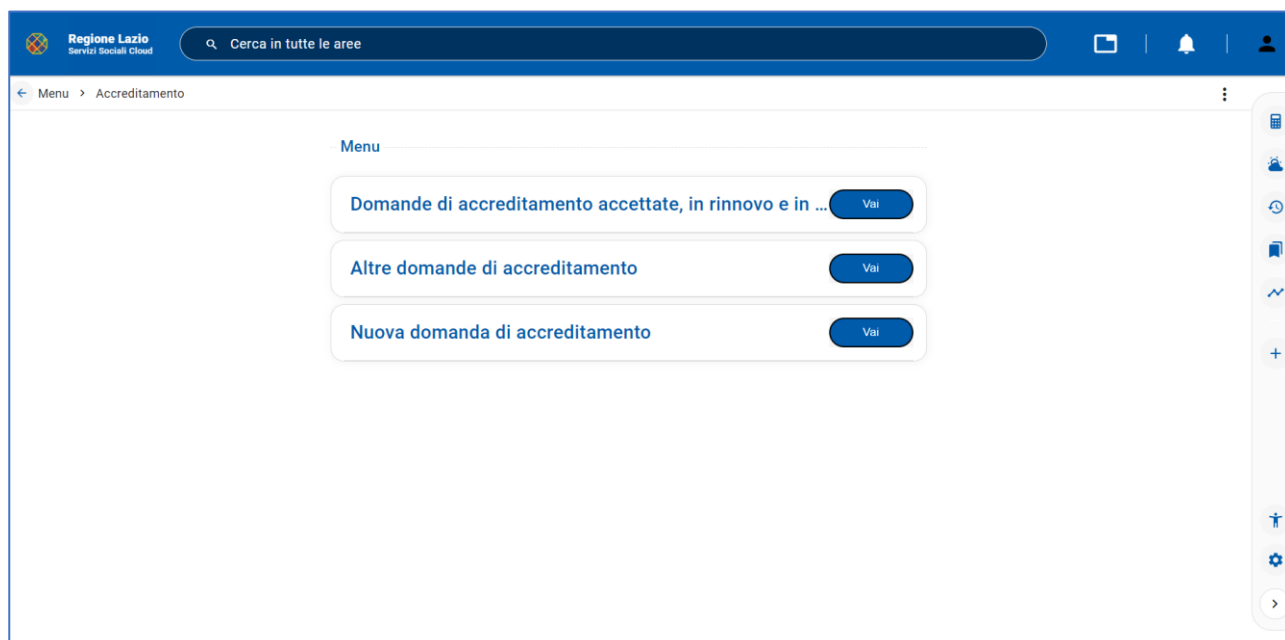 Regione Lazio
Servizi Sociali Cloud
Cerca in tutte le aree
Menu > Accreditamento
Menu
Domande di accreditamento accettate, in rinnovo e in ...
Vai
Altre domande di accreditamento
Vai
Nuova domanda di accreditamento
Vai